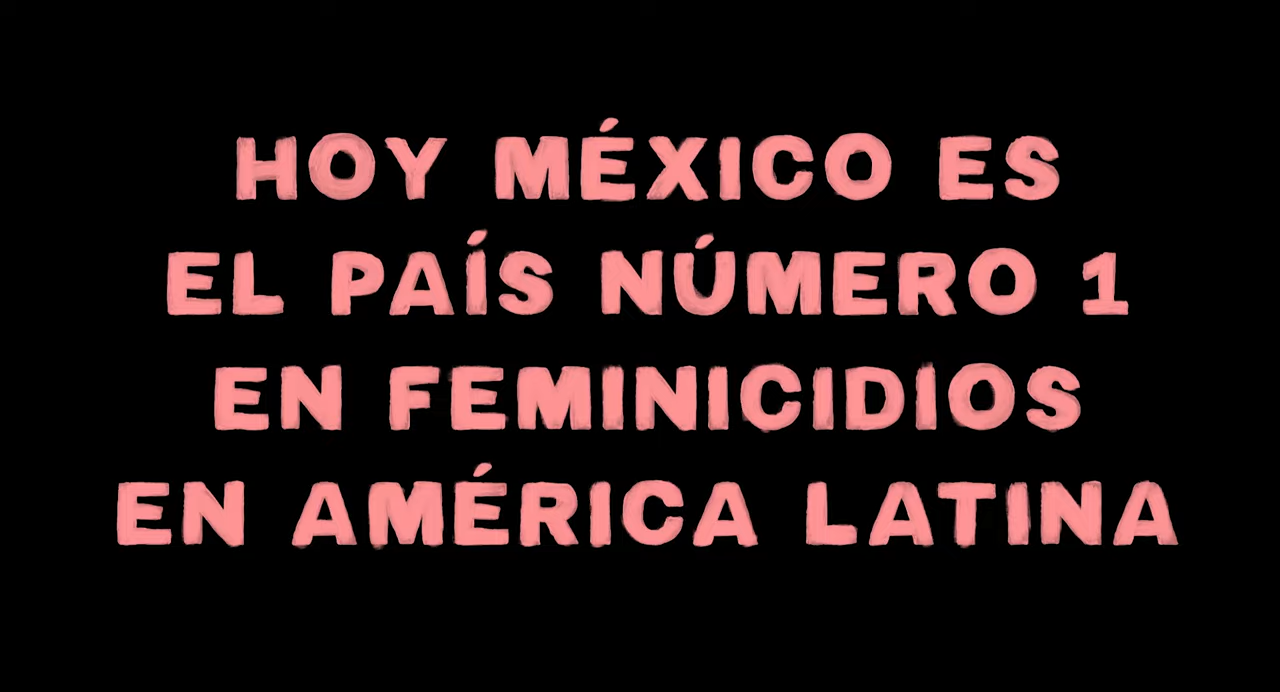 HOY MÉXICO ES
EL PAÍS NÚMERO 1
EN FEMINICIDIOS
EN AMÉRICA LATINA